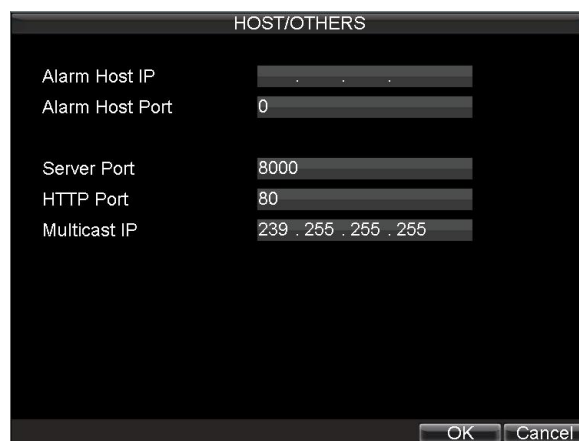 HOST/OTHERS
Alarm Host IP . . .
Alarm Host Port 0
Server Port 8000
HTTP Port 80
Multicast IP 239 . 255 . 255 . 255
OK Cancel